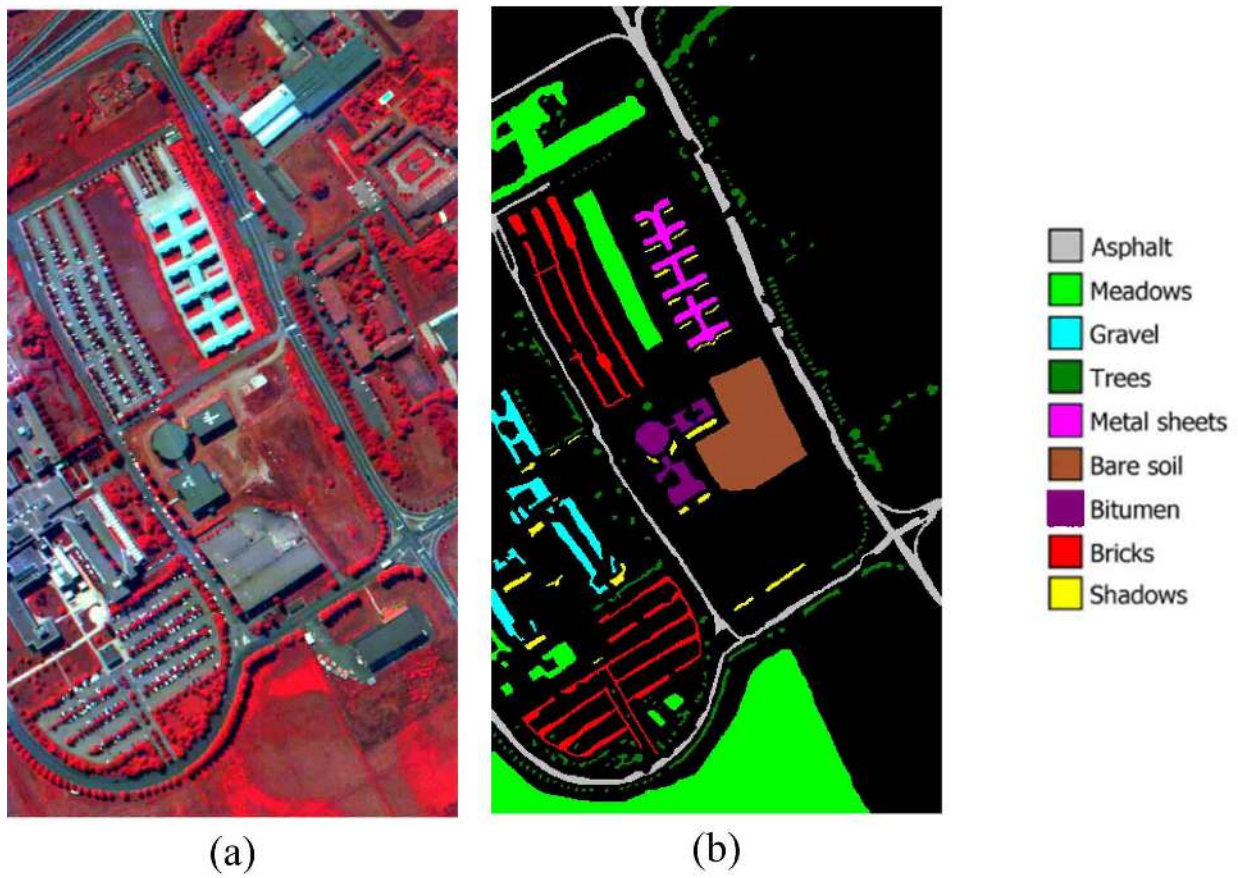 Asphalt
Meadows
Gravel
Trees
Metal sheets
Bare soil
Bitumen
Bricks
Shadows
(a)
(b)